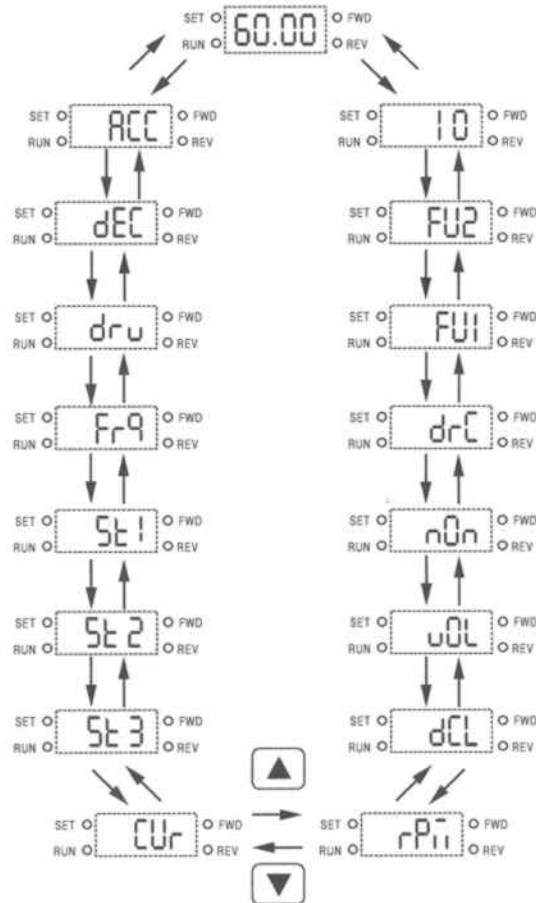 SET 60.00 FWD
RUN REV
SET ACC FWD
RUN REV
SET 10 FWD
RUN REV
SET dEC FWD
RUN REV
SET FU2 FWD
RUN REV
SET drv FWD
RUN REV
SET FU1 FWD
RUN REV
SET Frq FWD
RUN REV
SET drC FWD
RUN REV
SET St1 FWD
RUN REV
SET n0n FWD
RUN REV
SET St2 FWD
RUN REV
SET v0L FWD
RUN REV
SET St3 FWD
RUN REV
SET dCL FWD
RUN REV
SET CUr FWD
RUN REV
SET rPm FWD
RUN REV